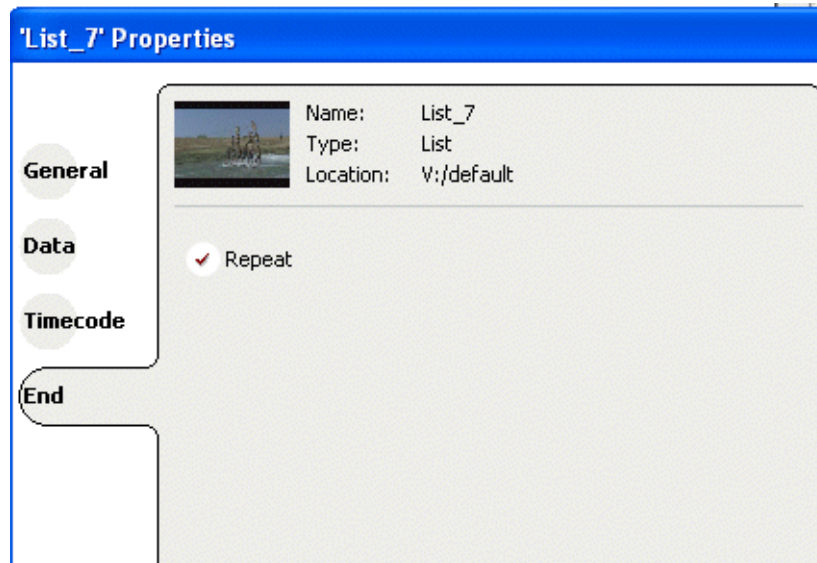 'List_7' Properties
Name: List_7
Type: List
Location: V:/default
General
Data
Repeat
Timecode
End